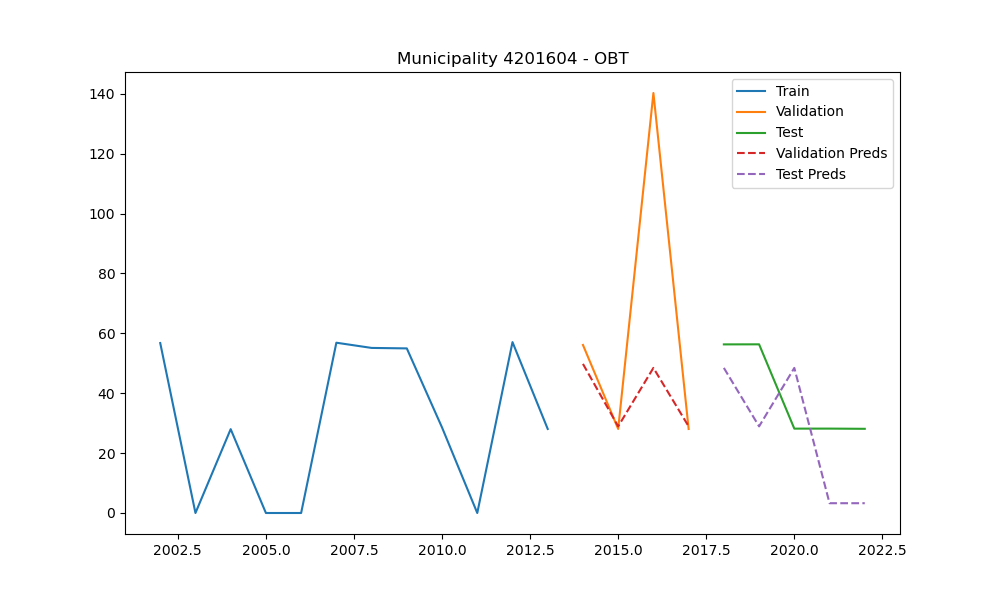 Municipality 4201604 - OBT
Train
Validation
Test
Validation Preds
Test Preds
140
120
100
80
60
40
20
0
2002.5 2005.0 2007.5 2010.0 2012.5 2015.0 2017.5 2020.0 2022.5